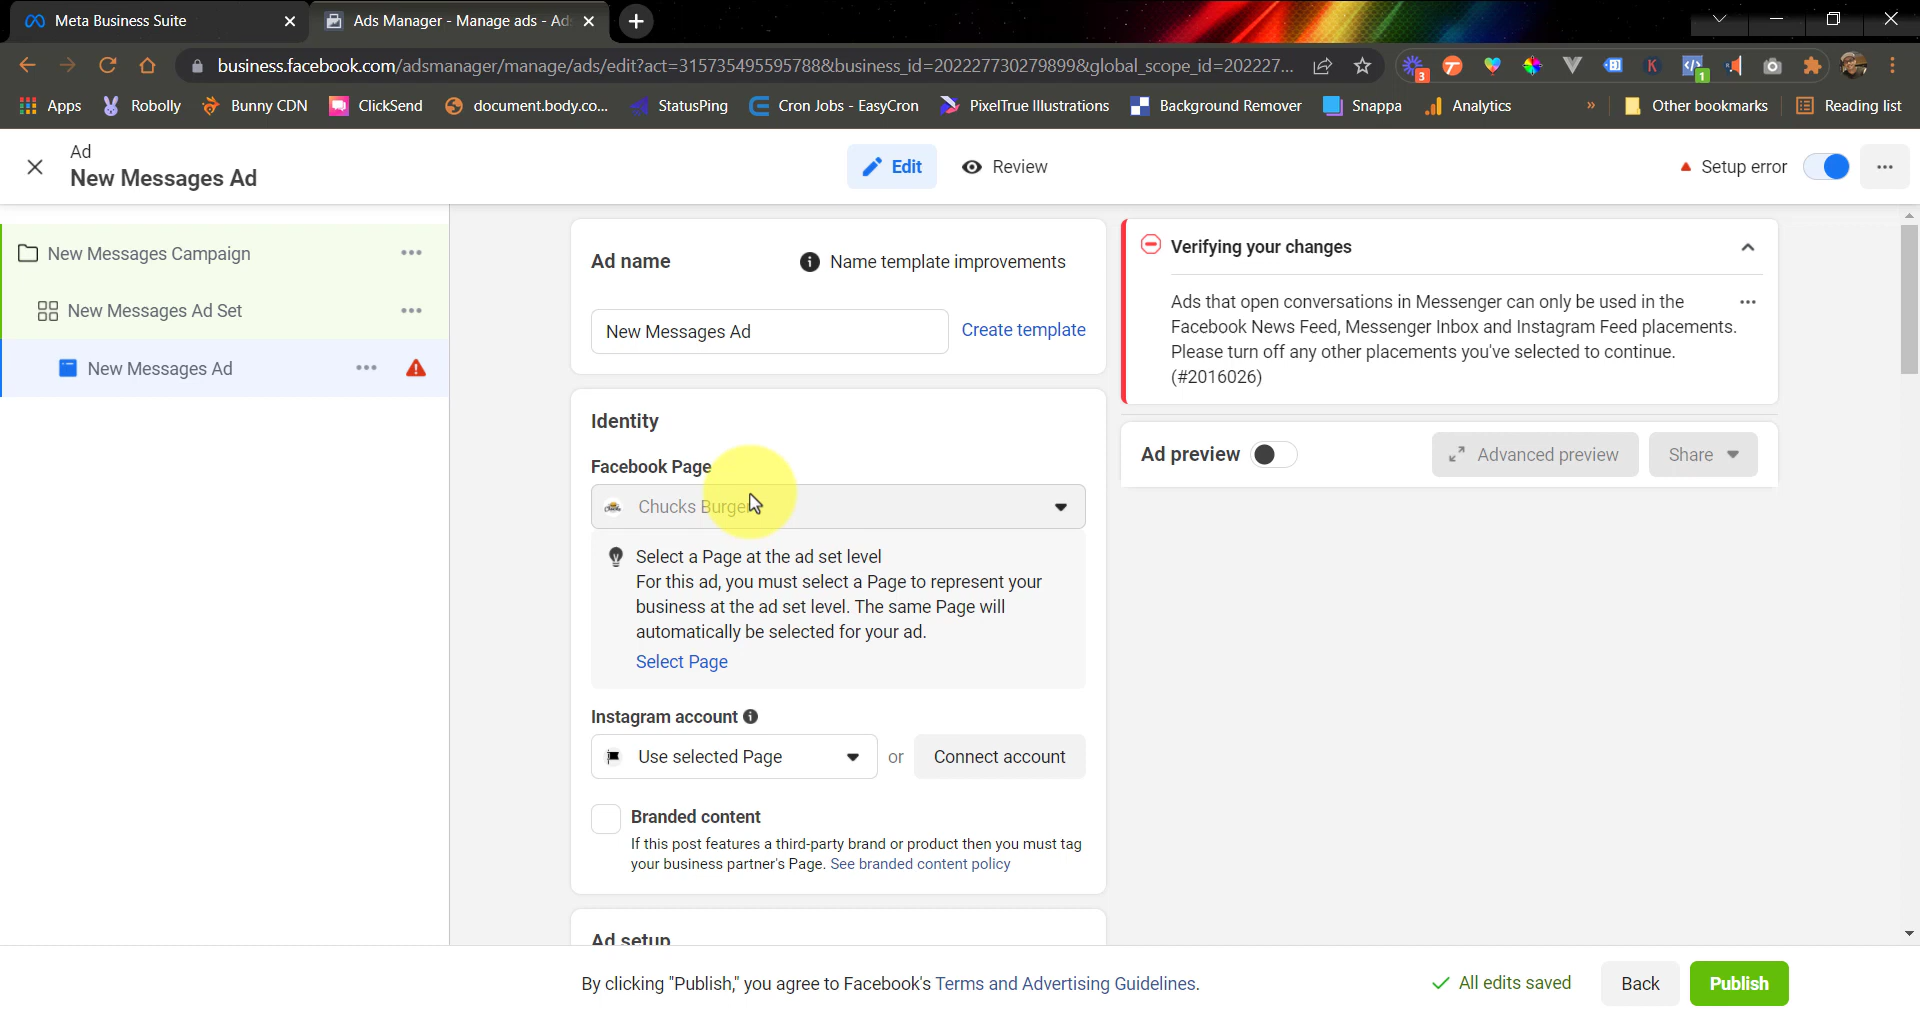 Meta Business Suite
Ads Manager - Manage ads - Ad
business.facebook.com/adsmanager/manage/ads/edit?act=3157354955957888&business_id=202227730279899&global_scope_id=202227...
3
1
Apps
Robolly
Bunny CDN
ClickSend
document.body.co...
StatusPing
Cron Jobs - EasyCron
PixelTrue Illustrations
Background Remover
Snappa
Analytics
»
Other bookmarks
Reading list
Ad
New Messages Ad
Edit
Review
Setup error
New Messages Campaign
New Messages Ad Set
New Messages Ad
Ad name
Name template improvements
New Messages Ad
Create template
Identity
Facebook Page
Chucks Burger
Select a Page at the ad set level
For this ad, you must select a Page to represent your
business at the ad set level. The same Page will
automatically be selected for your ad.
Select Page
Instagram account
Use selected Page
or
Connect account
Branded content
If this post features a third-party brand or product then you must tag
your business partner's Page. See branded content policy
Ad setup
Verifying your changes
Ads that open conversations in Messenger can only be used in the
Facebook News Feed, Messenger Inbox and Instagram Feed placements.
Please turn off any other placements you've selected to continue.
(#2016026)
Ad preview
Advanced preview
Share
By clicking "Publish," you agree to Facebook's Terms and Advertising Guidelines.
All edits saved
Back
Publish